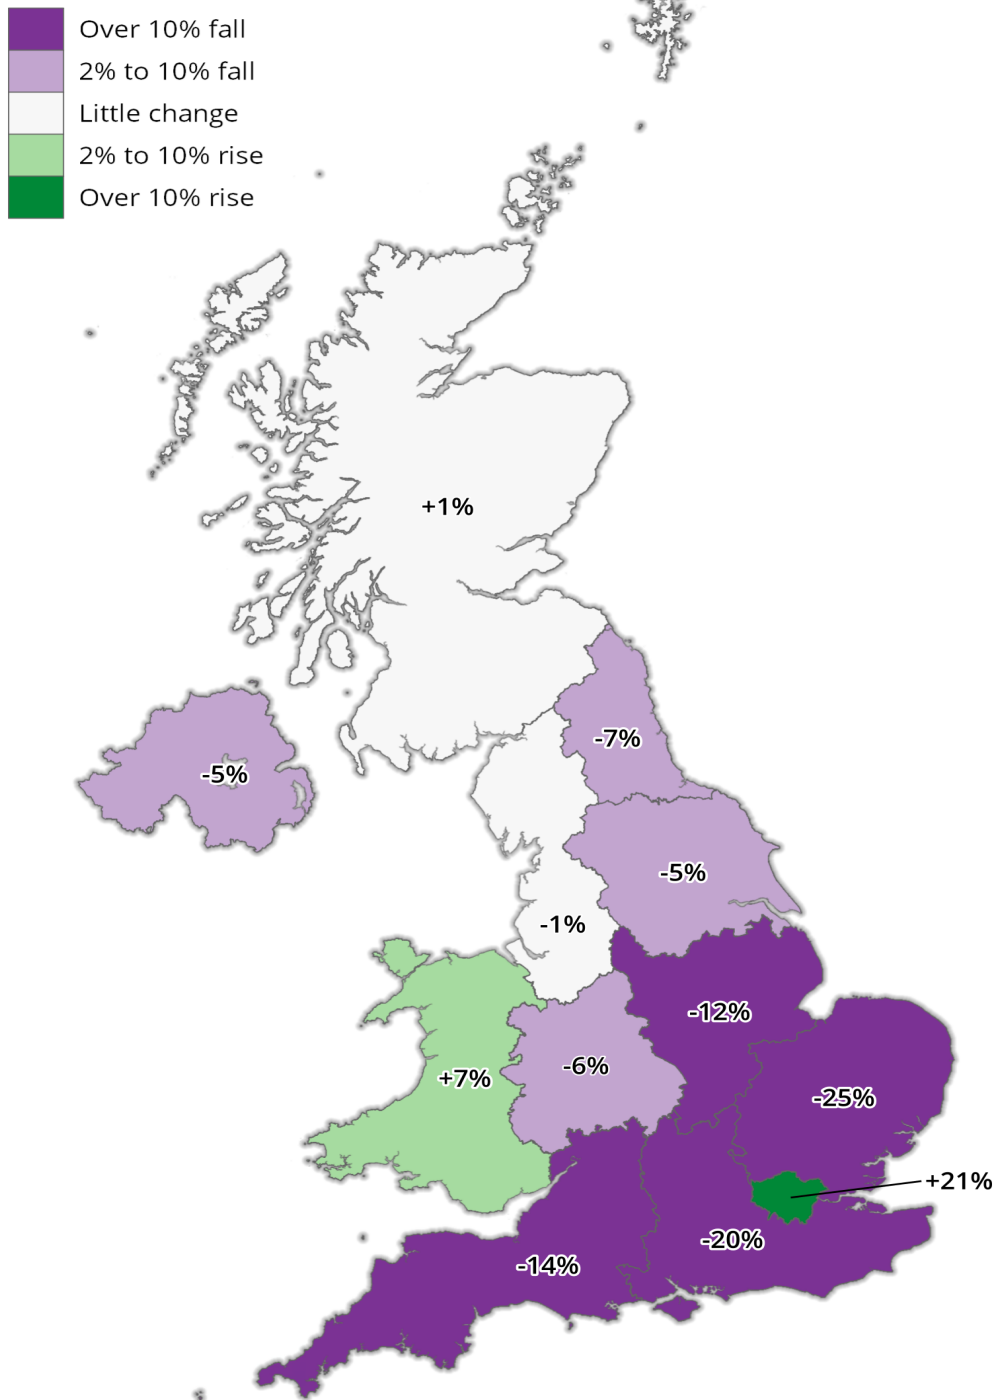 Over 10% fall
2% to 10% fall
Little change
2% to 10% rise
Over 10% rise
+1%
-7%
-5%
-5%
-1%
-12%
-6%
+7%
-25%
+21%
-20%
-14%